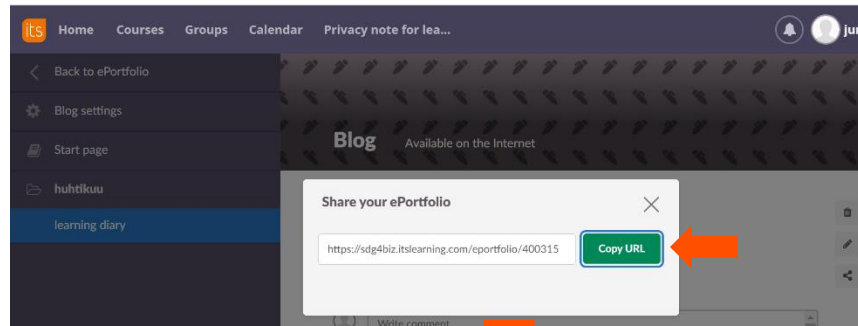 its Home Courses Groups Calendar Privacy note for lea...
Back to ePortfolio
Blog settings
Start page
Blog Available on the Internet
huhtikuu
learning diary
Share your ePortfolio
https://sdg4biz.itslearning.com/eportfolio/400315 Copy URL
Write comment